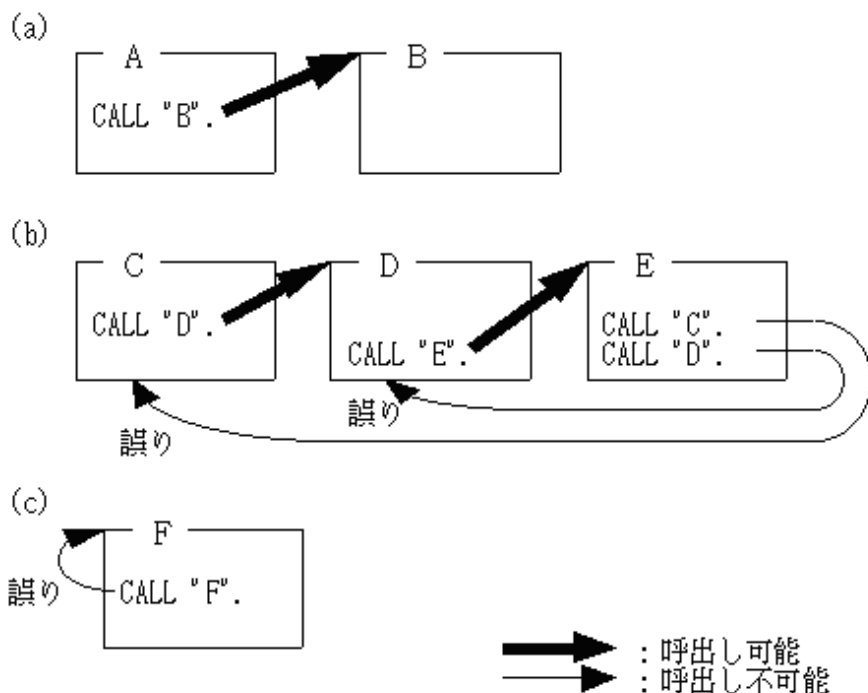 (a)
A
B
CALL "B".
(b)
C
D
E
CALL "D".
CALL "E".
CALL "C".
CALL "D".
誤り
誤り
(c)
F
誤り
CALL "F".
：呼出し可能
：呼出し不可能